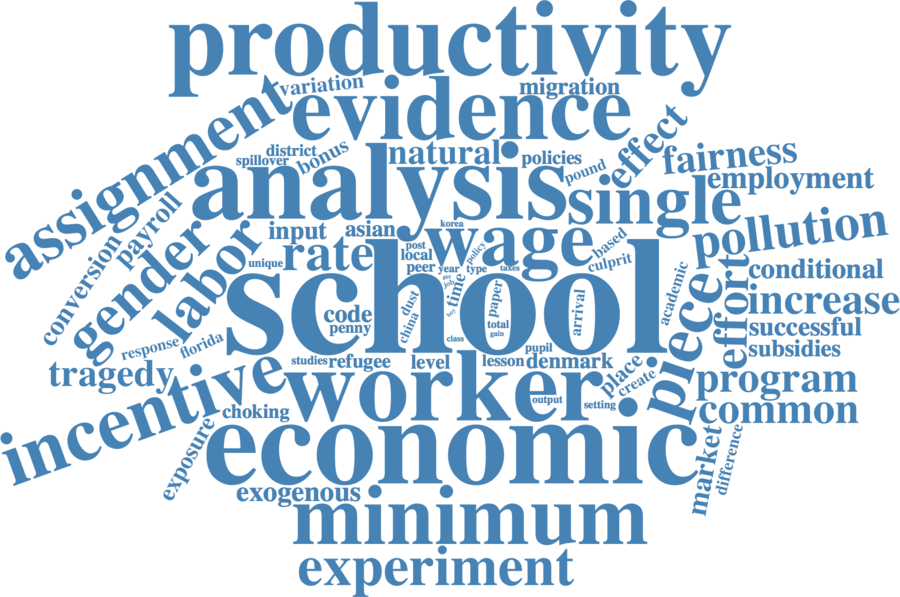 productivity
variation
migration
evidence
assignment
district
spillover
bonus
natural
policies
pound
effect
fairness
employment
analysis
single
payroll
conversion
gender
labor
input
asian
korea
wage
based
culprit
pollution
unique
rate
post
local
peer
year
policy
type
taxes
job
time
school
conditional
academic
piece
effort
increase
successful
subsidies
code
penny
dust
china
boy
paper
total
gain
arrival
class
response
florida
tragedy
studies
refugee
level
lesson
pupil
denmark
place
create
program
common
incentive
worker
output
setting
choking
exposure
economic
market
difference
exogenous
minimum
experiment